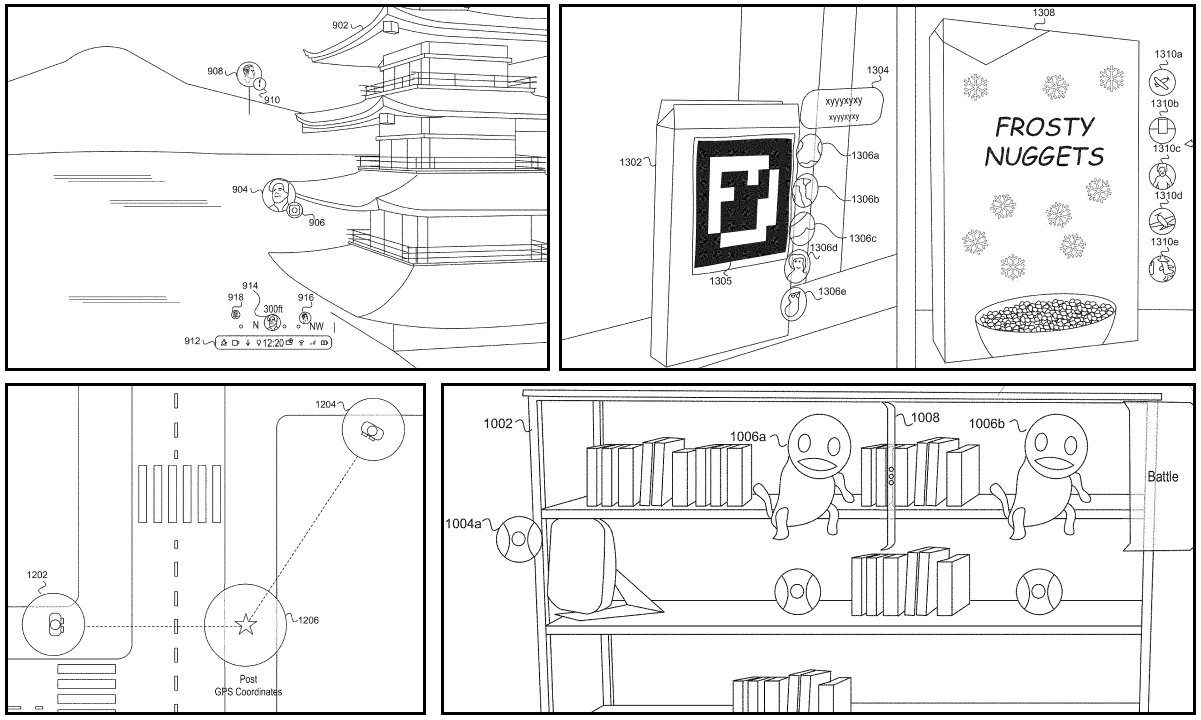 902
908
910
904
906
914
918
300ft
916
N
NW
912
12:20
1304
xyyyxyxy
xyyyxyxy
1302
1306a
1306b
1306c
1306d
1305
1306e
1308
FROSTY
NUGGETS
1310a
1310b
1310c
1310d
1310e
1204
1202
1206
Post
GPS Coordinates
1002
1006a
1008
1006b
Battle
1004a